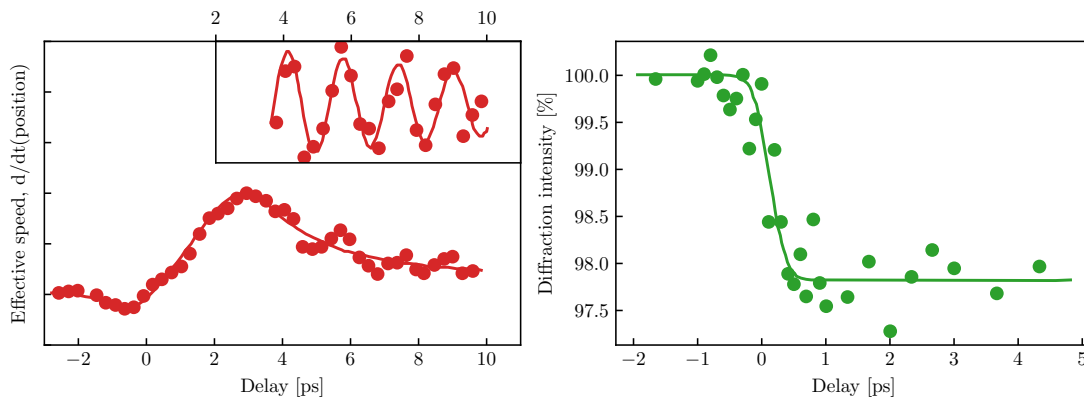 2 4 6 8 10
Effective speed, d/dt(position)
−2 0 2 4 6 8 10
Delay [ps]
Diffraction intensity [%]
100.0
99.5
99.0
98.5
98.0
97.5
−2 −1 0 1 2 3 4 5
Delay [ps]